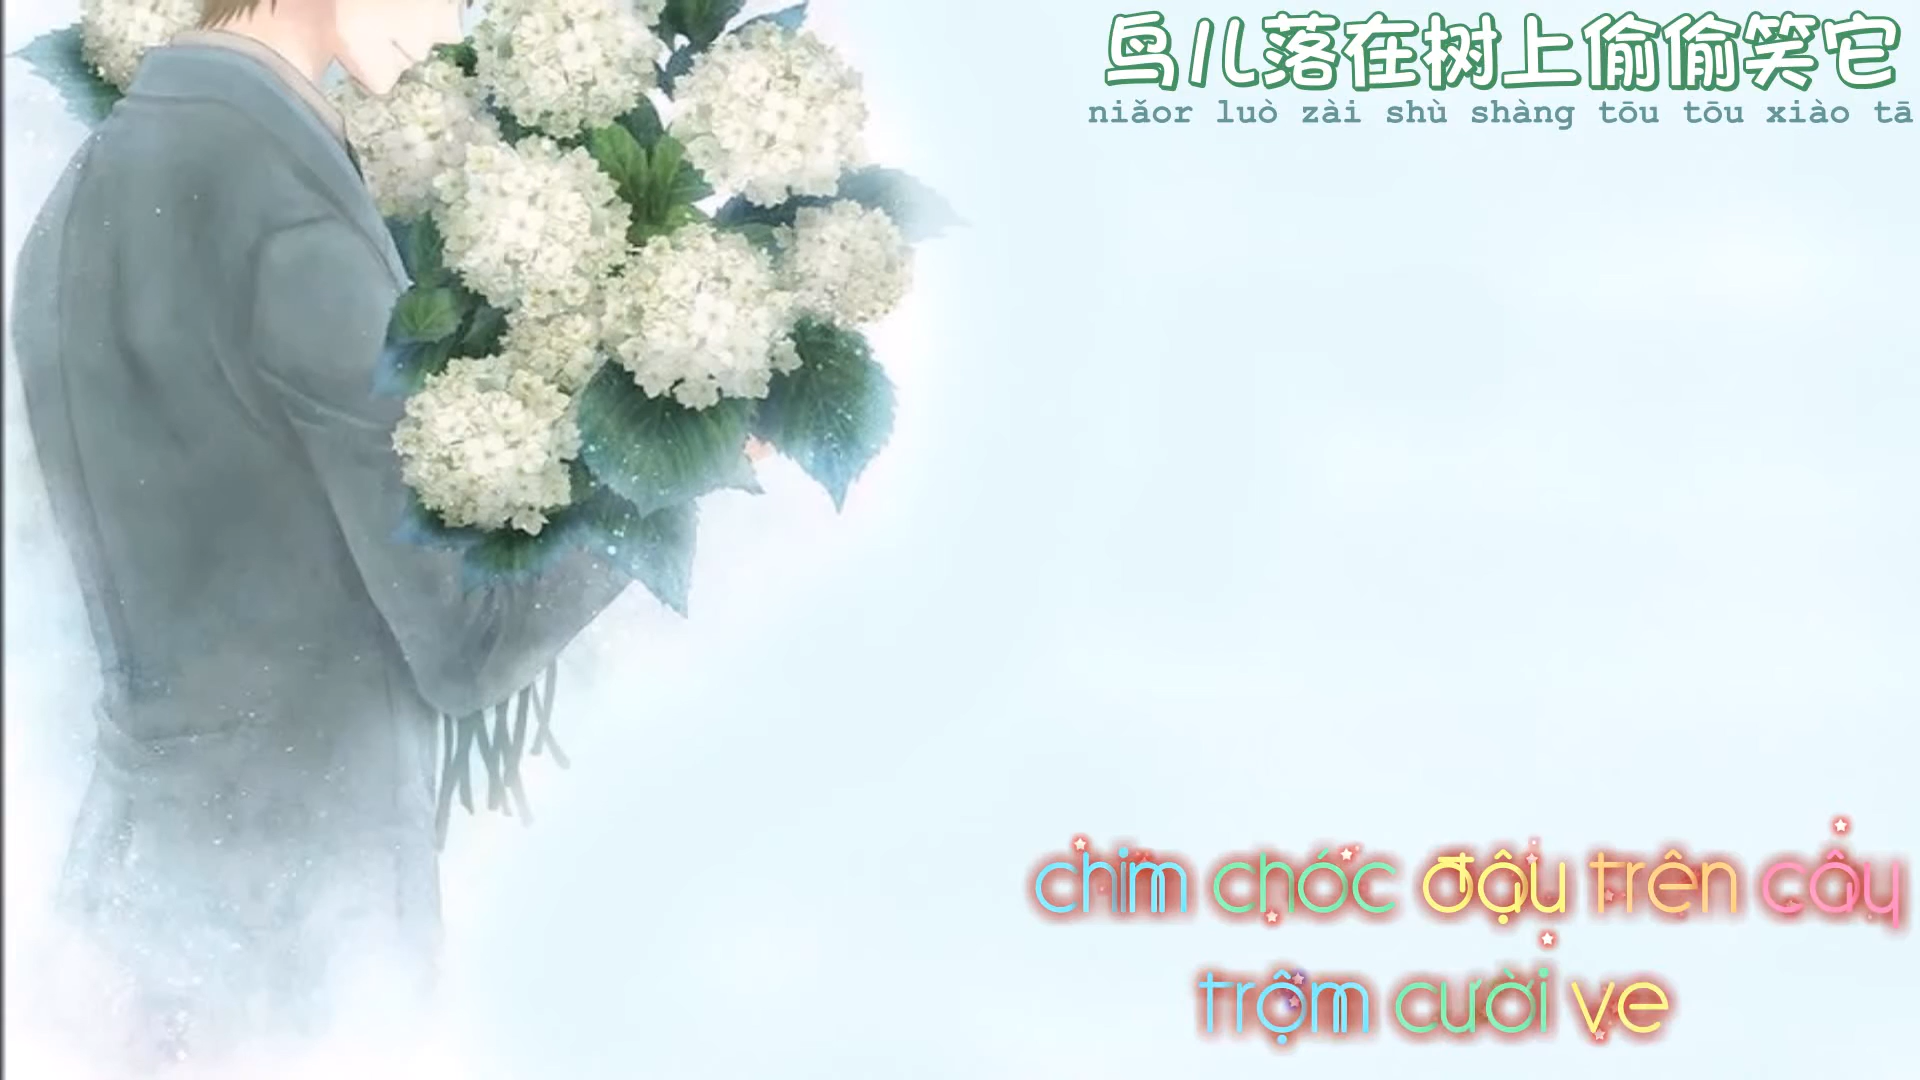 鸟儿落在树上偷偷笑它
niǎor luò zài shù shàng tōu tōu xiào tā
chim chóc đậu trên cây
trộm cười ve